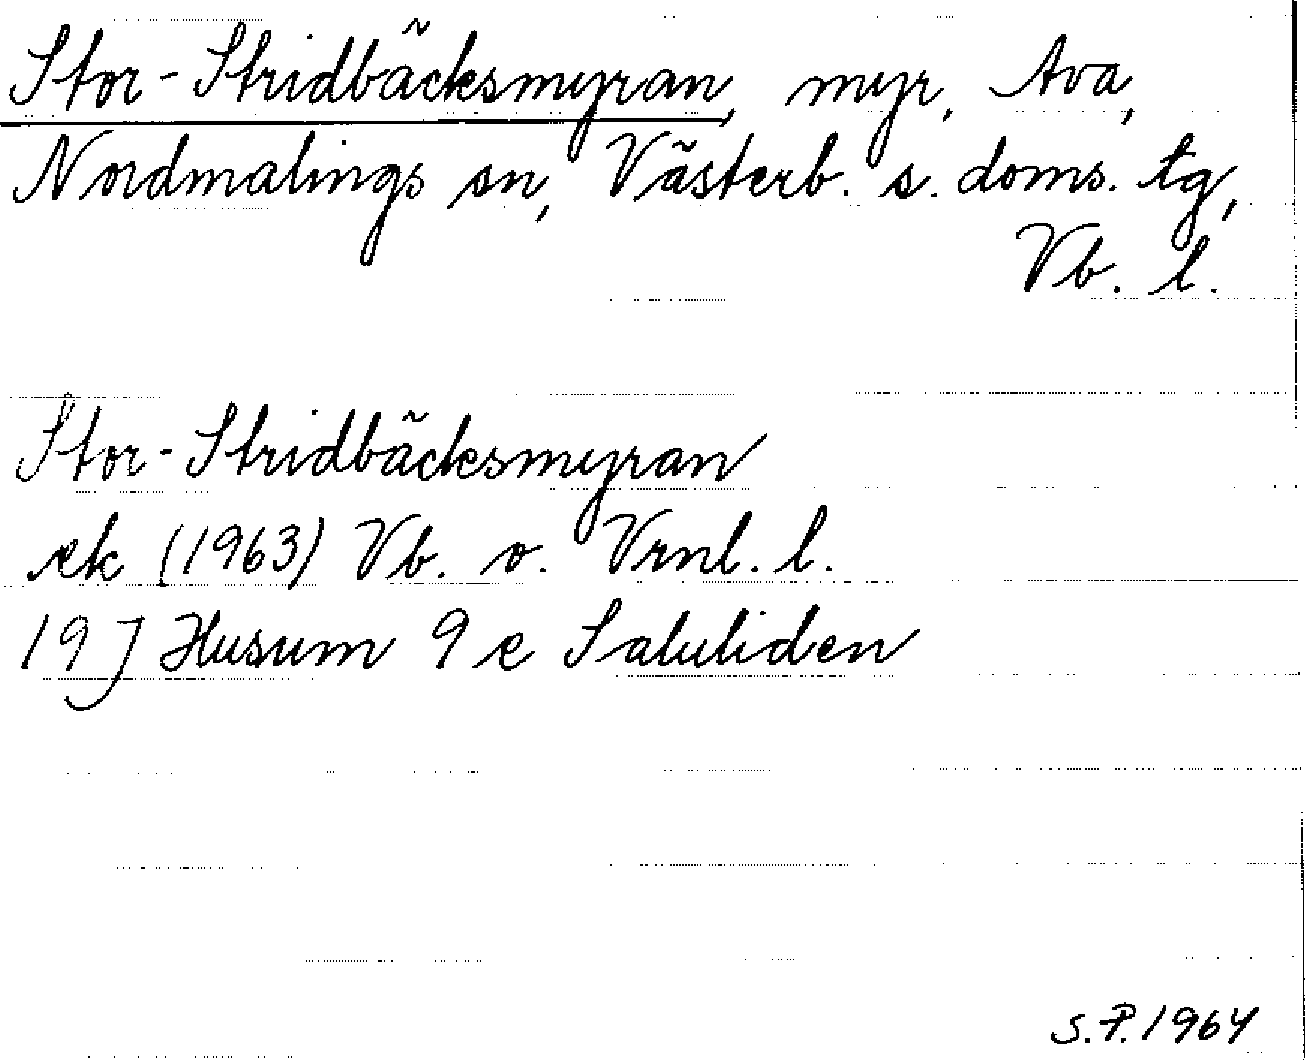 Stor-Stridbäcksmyran, myr, Ava,
Nordmalings sn, Västerb. s. doms. tg,
Vb. l.
Stor-Stridbäcksmyran
ek (1963) Vb. o. Vrnl. l.
19 J Husum 9 e Saluliden
S.P. 1964